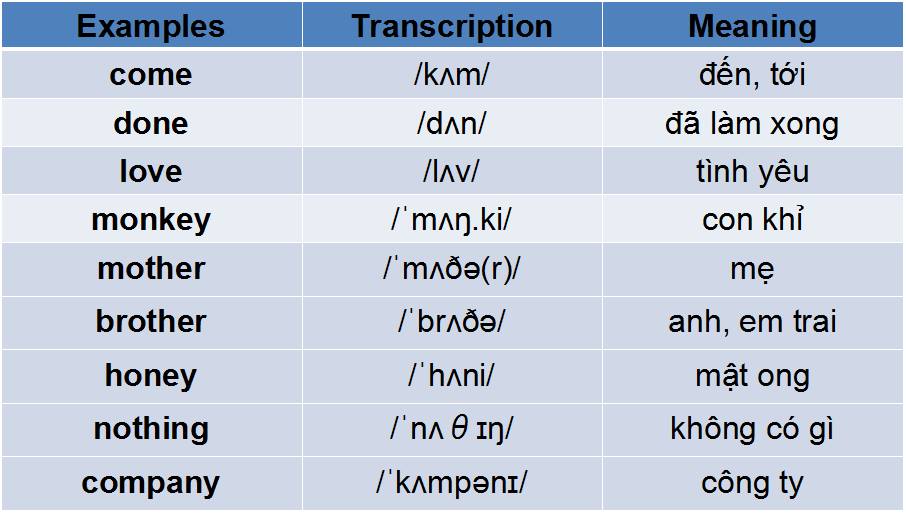 Examples Transcription Meaning
come /kʌm/ đến, tới
done /dʌn/ đã làm xong
love /lʌv/ tình yêu
monkey /ˈmʌŋ.ki/ con khỉ
mother /ˈmʌðə(r)/ mẹ
brother /ˈbrʌðə/ anh, em trai
honey /ˈhʌni/ mật ong
nothing /ˈnʌ θ ɪŋ/ không có gì
company /ˈkʌmpənɪ/ công ty